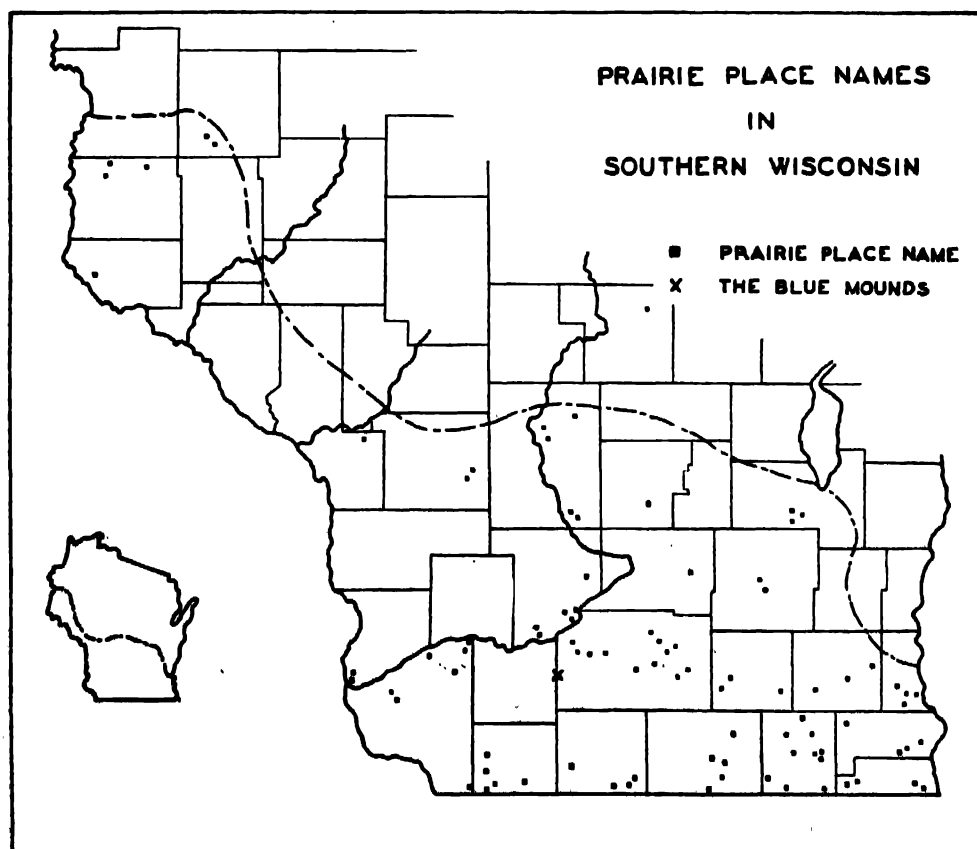 PRAIRIE PLACE NAMES
IN
SOUTHERN WISCONSIN
PRAIRIE PLACE NAME
X THE BLUE MOUNDS
X